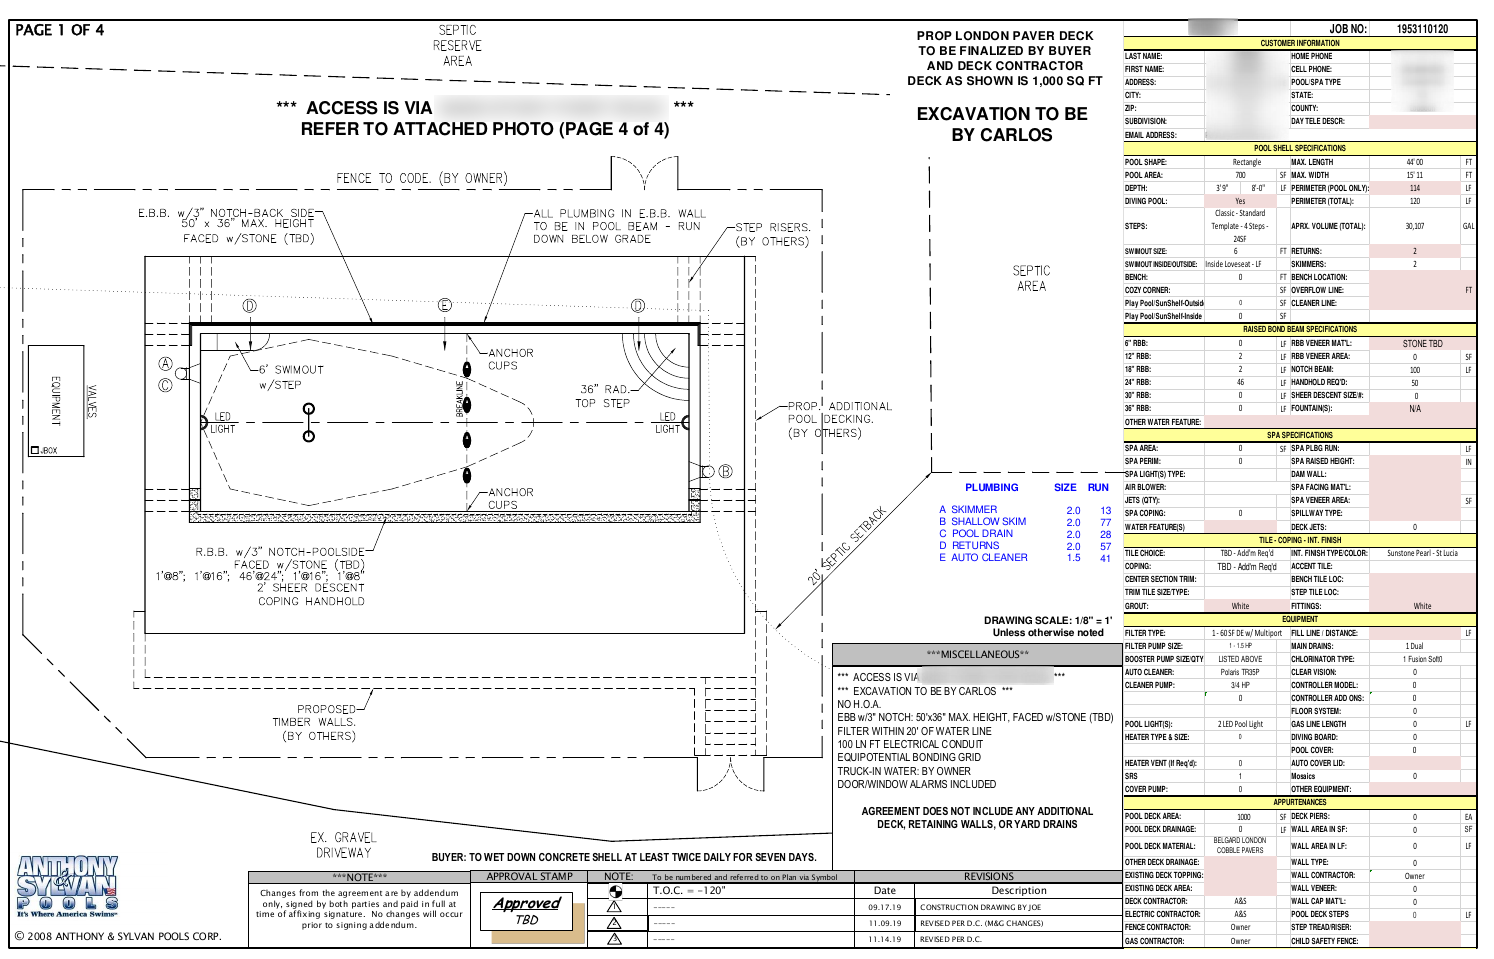 PAGE 1 OF 4
SEPTIC
RESERVE
AREA
PROP LONDON PAVER DECK
TO BE FINALIZED BY BUYER
AND DECK CONTRACTOR
DECK AS SHOWN IS 1,000 SQ FT
*** ACCESS IS VIA ***
REFER TO ATTACHED PHOTO (PAGE 4 of 4)
EXCAVATION TO BE
BY CARLOS
FENCE TO CODE. (BY OWNER)
E.B.B. w/3" NOTCH-BACK SIDE
50' x 36" MAX. HEIGHT
FACED w/STONE (TBD)
ALL PLUMBING IN E.B.B. WALL
TO BE IN POOL BEAM - RUN
DOWN BELOW GRADE
STEP RISERS.
(BY OTHERS)
SEPTIC
AREA
D
E
D
A
C
6' SWIMOUT
w/STEP
ANCHOR
CUPS
36" RAD.
TOP STEP
BREAKLINE
LED
LIGHT
LED
LIGHT
EQUIPMENT
VALVES
JBOX
PROP. ADDITIONAL
POOL DECKING.
(BY OTHERS)
B
ANCHOR
CUPS
20' SEPTIC SETBACK
R.B.B. w/3" NOTCH-POOLSIDE
FACED w/STONE (TBD)
1'@8"; 1'@16"; 46'@24"; 1'@16"; 1'@8"
2' SHEER DESCENT
COPING HANDHOLD
PLUMBING SIZE RUN
A SKIMMER 2.0 13
B SHALLOW SKIM 2.0 77
C POOL DRAIN 2.0 28
D RETURNS 2.0 57
E AUTO CLEANER 1.5 41
DRAWING SCALE: 1/8" = 1'
Unless otherwise noted
PROPOSED
TIMBER WALLS.
(BY OTHERS)
EX. GRAVEL
DRIVEWAY
***MISCELLANEOUS**
*** ACCESS IS VIA ***
*** EXCAVATION TO BE BY CARLOS ***
NO H.O.A.
EBB w/3" NOTCH: 50'x36" MAX. HEIGHT, FACED w/STONE (TBD)
FILTER WITHIN 20' OF WATER LINE
100 LN FT ELECTRICAL CONDUIT
EQUIPOTENTIAL BONDING GRID
TRUCK-IN WATER: BY OWNER
DOOR/WINDOW ALARMS INCLUDED
AGREEMENT DOES NOT INCLUDE ANY ADDITIONAL
DECK, RETAINING WALLS, OR YARD DRAINS
BUYER: TO WET DOWN CONCRETE SHELL AT LEAST TWICE DAILY FOR SEVEN DAYS.
ANTHONY
&
SYLVAN
POOLS
It's Where America Swims
© 2008 ANTHONY & SYLVAN POOLS CORP.
***NOTE***
Changes from the agreement are by addendum
only, signed by both parties and paid in full at
time of affixing signature. No changes will occur
prior to signing addendum.
APPROVAL STAMP
Approved
TBD
NOTE: To be numbered and referred to on Plan via Symbol
T.O.C. = -120"
1 -----
2 -----
3 -----
REVISIONS
Date Description
09.17.19 CONSTRUCTION DRAWING BY JOE
11.09.19 REVISED PER D.C. (M&G CHANGES)
11.14.19 REVISED PER D.C.
JOB NO: 1953110120
CUSTOMER INFORMATION
LAST NAME: HOME PHONE
FIRST NAME: CELL PHONE:
ADDRESS: POOL/SPA TYPE
CITY: STATE:
ZIP: COUNTY:
SUBDIVISION: DAY TELE DESCR:
EMAIL ADDRESS:
POOL SHELL SPECIFICATIONS
POOL SHAPE: Rectangle MAX. LENGTH 44' 00 FT
POOL AREA: 700 SF MAX. WIDTH 15' 11 FT
DEPTH: 3' 9" 8'-0" LF PERIMETER (POOL ONLY): 114 LF
DIVING POOL: Yes PERIMETER (TOTAL): 120 LF
STEPS: Classic - Standard Template - 4 Steps - 24SF APRX. VOLUME (TOTAL): 30,107 GAL
SWIMOUT SIZE: 6 FT RETURNS: 2
SWIMOUT INSIDE/OUTSIDE: Inside Loveseat - LF SKIMMERS: 2
BENCH: 0 FT BENCH LOCATION:
COZY CORNER: SF OVERFLOW LINE: FT
Play Pool/SunShelf-Outsid 0 SF CLEANER LINE:
Play Pool/SunShelf-Inside 0 SF
RAISED BOND BEAM SPECIFICATIONS
6" RBB: 0 LF RBB VENEER MAT'L: STONE TBD
12" RBB: 2 LF RBB VENEER AREA: 0 SF
18" RBB: 2 LF NOTCH BEAM: 100 LF
24" RBB: 46 LF HANDHOLD REQ'D: 50
30" RBB: 0 LF SHEER DESCENT SIZE/#: 0
36" RBB: 0 LF FOUNTAIN(S): N/A
OTHER WATER FEATURE:
SPA SPECIFICATIONS
SPA AREA: 0 SF SPA PLBG RUN: LF
SPA PERIM: 0 SPA RAISED HEIGHT: IN
SPA LIGHT(S) TYPE: DAM WALL:
AIR BLOWER: SPA FACING MAT'L:
JETS (QTY): SPA VENEER AREA: SF
SPA COPING: 0 SPILLWAY TYPE:
WATER FEATURE(S) DECK JETS: 0
TILE - COPING - INT. FINISH
TILE CHOICE: TBD - Add'm Req'd INT. FINISH TYPE/COLOR: Sunstone Pearl - St Lucia
COPING: TBD - Add'm Req'd ACCENT TILE:
CENTER SECTION TRIM: BENCH TILE LOC:
TRIM TILE SIZE/TYPE: STEP TILE LOC:
GROUT: White FITTINGS: White
EQUIPMENT
FILTER TYPE: 1 - 60 SF DE w/ Multiport FILL LINE / DISTANCE: LF
FILTER PUMP SIZE: 1 - 1.5 HP MAIN DRAINS: 1 Dual
BOOSTER PUMP SIZE/QTY LISTED ABOVE CHLORINATOR TYPE: 1 Fusion Soft0
AUTO CLEANER: Polaris TR35P CLEAR VISION: 0
CLEANER PUMP: 3/4 HP CONTROLLER MODEL: 0
0 CONTROLLER ADD ONS: 0
FLOOR SYSTEM: 0
POOL LIGHT(S): 2 LED Pool Light GAS LINE LENGTH 0 LF
HEATER TYPE & SIZE: 0 DIVING BOARD: 0
POOL COVER: 0
HEATER VENT (If Req'd): 0 AUTO COVER LID:
SRS 1 Mosaics 0
COVER PUMP: 0 OTHER EQUIPMENT:
APPURTENANCES
POOL DECK AREA: 1000 SF DECK PIERS: 0 EA
POOL DECK DRAINAGE: 0 LF WALL AREA IN SF: 0 SF
POOL DECK MATERIAL: BELGARD LONDON COBBLE PAVERS WALL AREA IN LF: 0 LF
OTHER DECK DRAINAGE: WALL TYPE: 0
EXISTING DECK TOPPING: WALL CONTRACTOR: Owner
EXISTING DECK AREA: WALL VENEER: 0
DECK CONTRACTOR: A&S WALL CAP MAT'L: 0
ELECTRIC CONTRACTOR: A&S POOL DECK STEPS 0 LF
FENCE CONTRACTOR: Owner STEP TREAD/RISER:
GAS CONTRACTOR: Owner CHILD SAFETY FENCE: